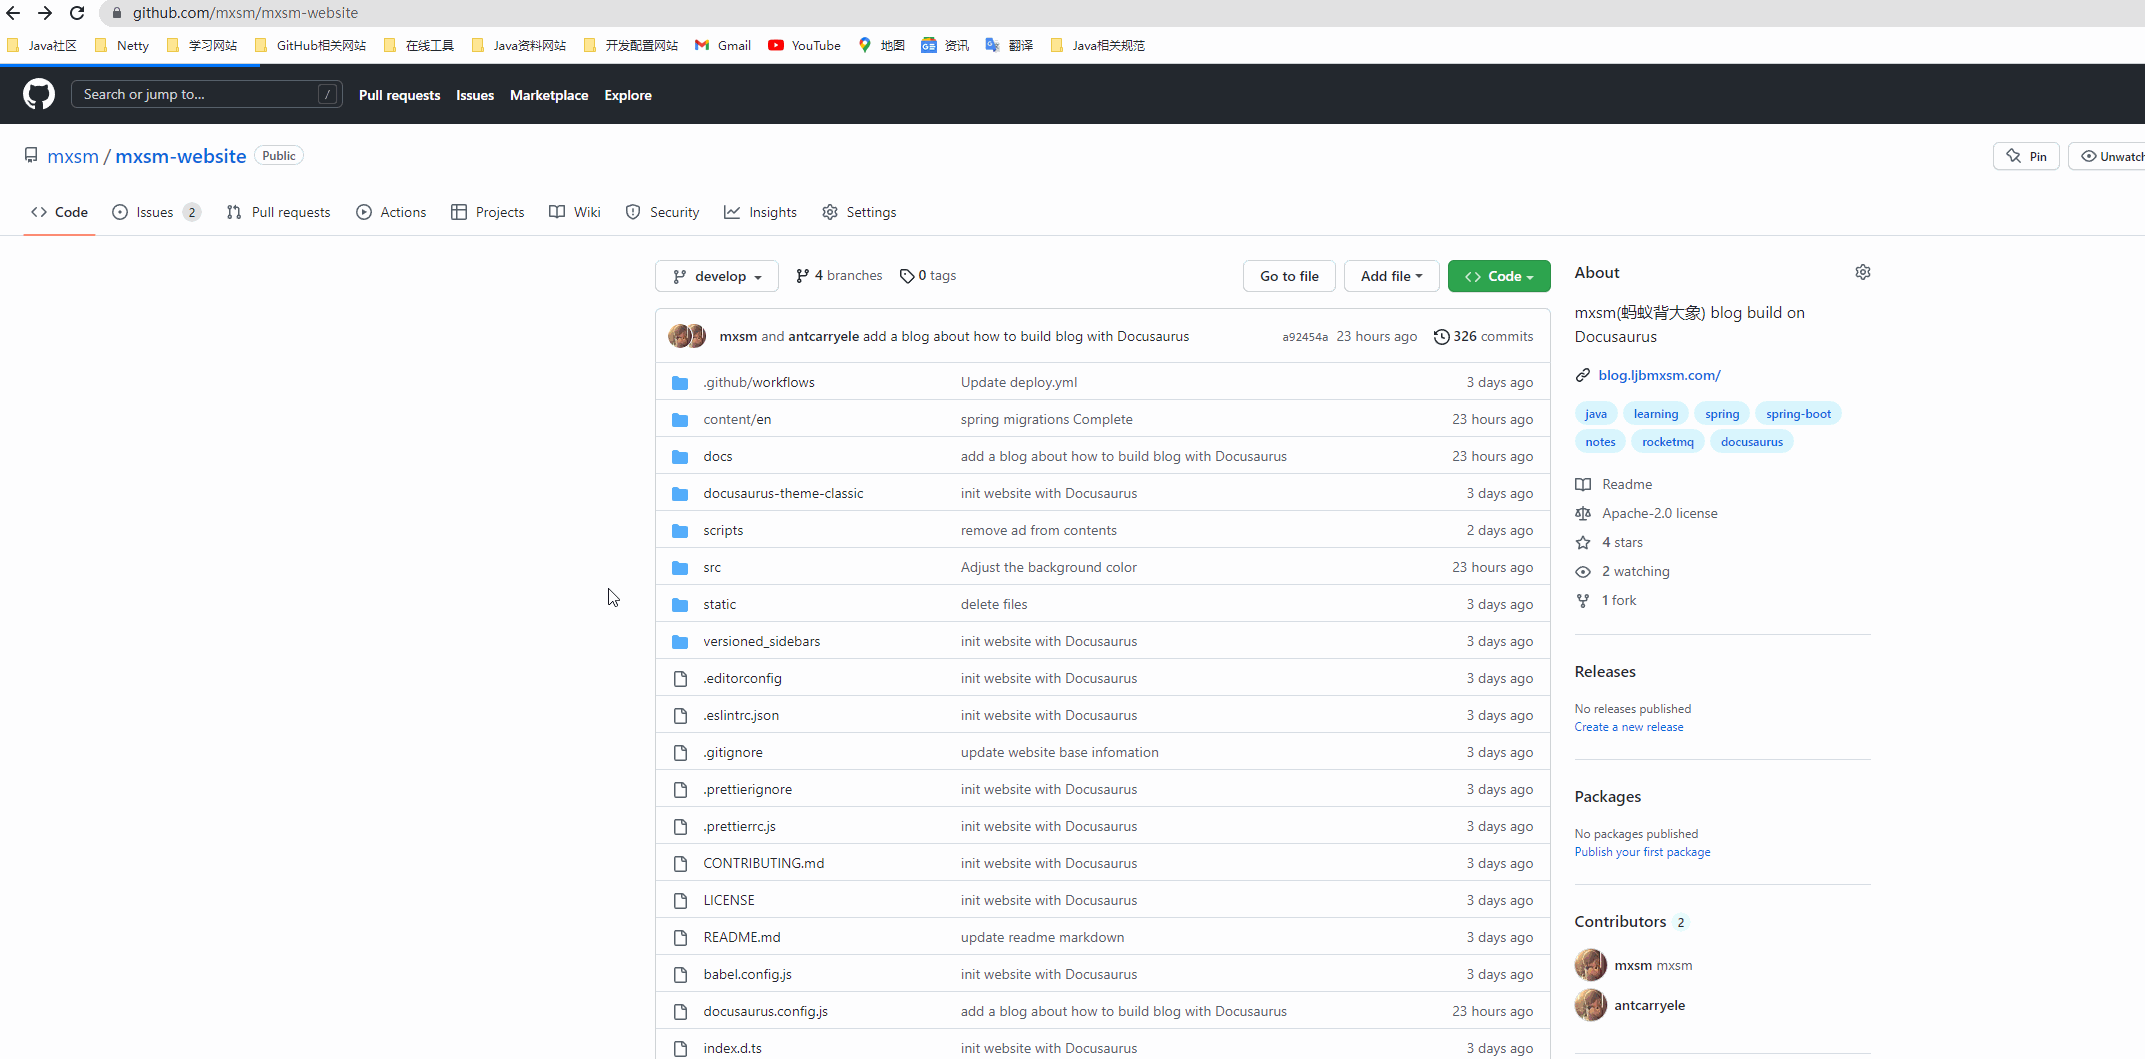 github.com/mxsm/mxsm-website
Java社区 Netty 学习网站 GitHub相关网站 在线工具 Java资料网站 开发配置网站 Gmail YouTube 地图 资讯 翻译 Java相关规范
Search or jump to... / Pull requests Issues Marketplace Explore
mxsm / mxsm-website Public Pin Unwatch
Code Issues 2 Pull requests Actions Projects Wiki Security Insights Settings
develop 4 branches 0 tags Go to file Add file Code
mxsm and antcarryele add a blog about how to build blog with Docusaurus a92454a 23 hours ago 326 commits
.github/workflows Update deploy.yml 3 days ago
content/en spring migrations Complete 23 hours ago
docs add a blog about how to build blog with Docusaurus 23 hours ago
docusaurus-theme-classic init website with Docusaurus 3 days ago
scripts remove ad from contents 2 days ago
src Adjust the background color 23 hours ago
static delete files 3 days ago
versioned_sidebars init website with Docusaurus 3 days ago
.editorconfig init website with Docusaurus 3 days ago
.eslintrc.json init website with Docusaurus 3 days ago
.gitignore update website base infomation 3 days ago
.prettierignore init website with Docusaurus 3 days ago
.prettierrc.js init website with Docusaurus 3 days ago
CONTRIBUTING.md init website with Docusaurus 3 days ago
LICENSE init website with Docusaurus 3 days ago
README.md update readme markdown 3 days ago
babel.config.js init website with Docusaurus 3 days ago
docusaurus.config.js add a blog about how to build blog with Docusaurus 23 hours ago
index.d.ts init website with Docusaurus 3 days ago
About
mxsm(蚂蚁背大象) blog build on
Docusaurus
blog.ljbmxsm.com/
java learning spring spring-boot
notes rocketmq docusaurus
Readme
Apache-2.0 license
4 stars
2 watching
1 fork
Releases
No releases published
Create a new release
Packages
No packages published
Publish your first package
Contributors 2
mxsm mxsm
antcarryele